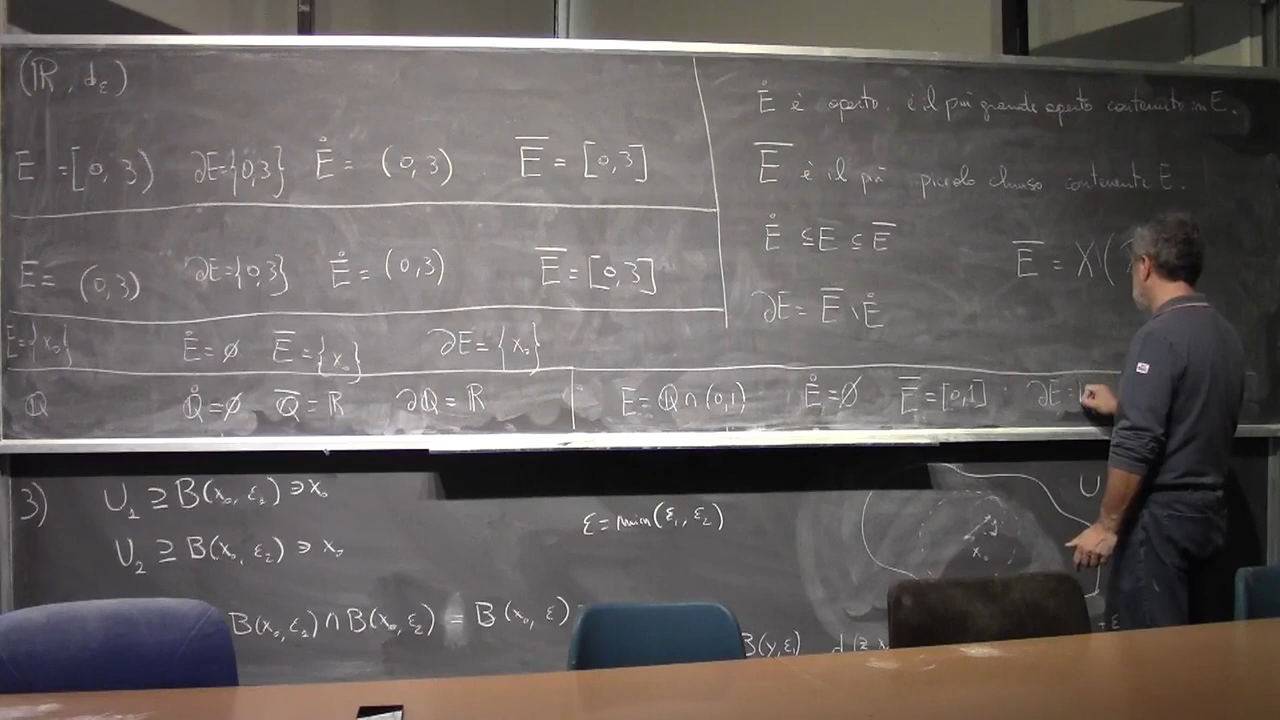 (ℝ, d_ε)
E = [0, 3) ∂E = {0,3} E̊ = (0,3) E̅ = [0,3]
E = (0,3) ∂E = {0,3} E̊ = (0,3) E̅ = [0,3]
E = {x₀} E̊ = ∅ E̅ = {x₀} ∂E = {x₀}
ℚ ℚ̊ = ∅ ℚ̅ = ℝ ∂ℚ = ℝ
E = ℚ ∩ (0,1) E̊ = ∅ E̅ = [0,1] ∂E =
E̊ è aperto. è il più grande aperto contenuto in E.
E̅ è il più piccolo chiuso contenente E.
E̊ ⊆ E ⊆ E̅
E̅ = X \ (
∂E = E̅ \ E̊
3) U₁ ⊇ B(x₀, ε₁) ∋ x₀
U₂ ⊇ B(x₀, ε₂) ∋ x₀
B(x₀, ε₁) ∩ B(x₀, ε₂) = B(x₀, ε)
ε = min(ε₁, ε₂)
U
x₀
B(y, ε₁) d(z, x
+ ε